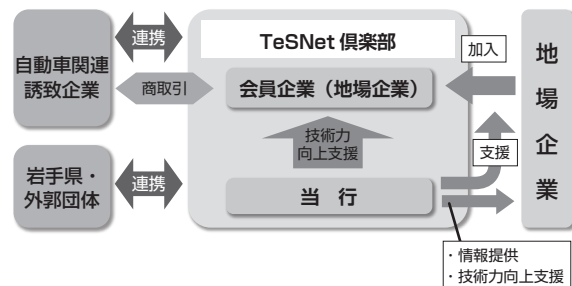 自動車関連
誘致企業
連携
商取引
TeSNet 倶楽部
会員企業（地場企業）
技術力
向上支援
当 行
岩手県・
外郭団体
連携
加入
支援
地場企業
・情報提供
・技術力向上支援